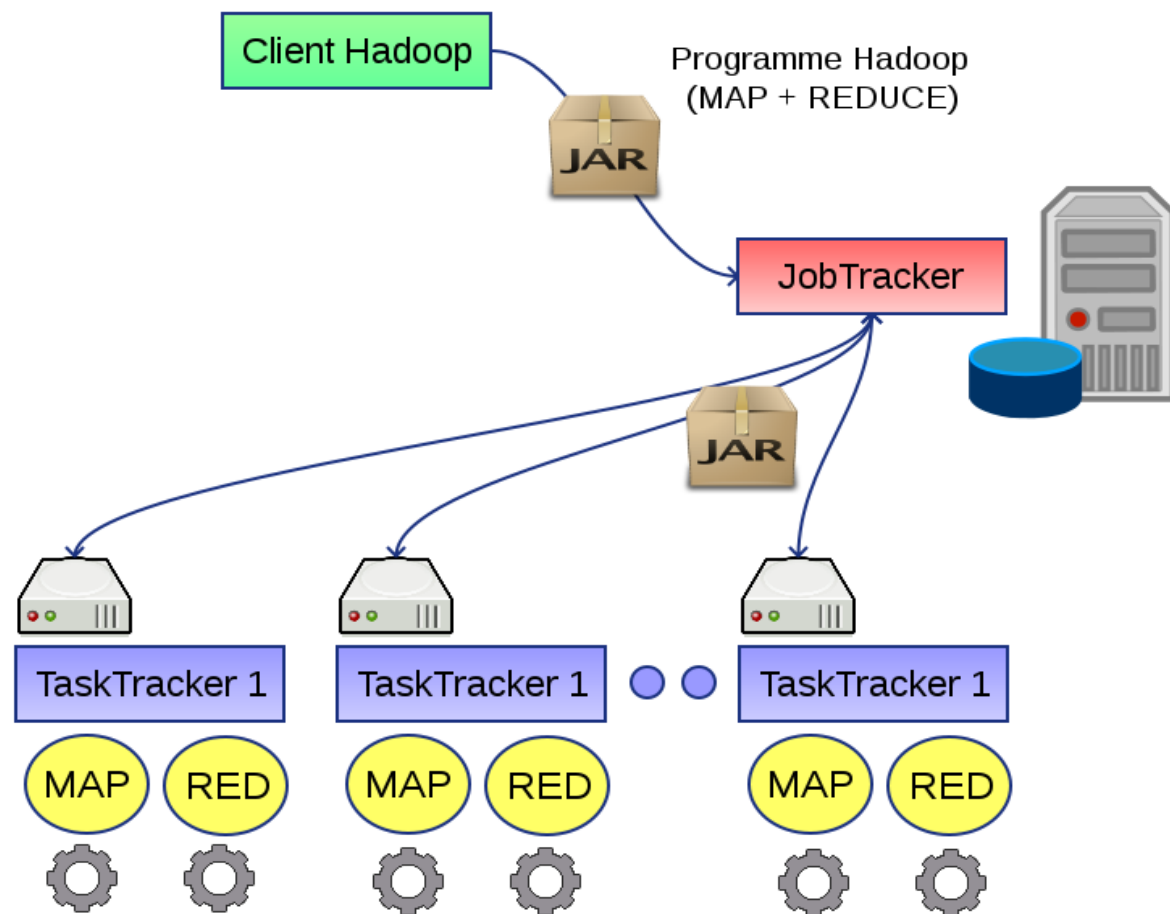 Client Hadoop
Programme Hadoop
(MAP + REDUCE)
JAR
JobTracker
JAR
TaskTracker 1
TaskTracker 1
TaskTracker 1
MAP
RED
MAP
RED
MAP
RED